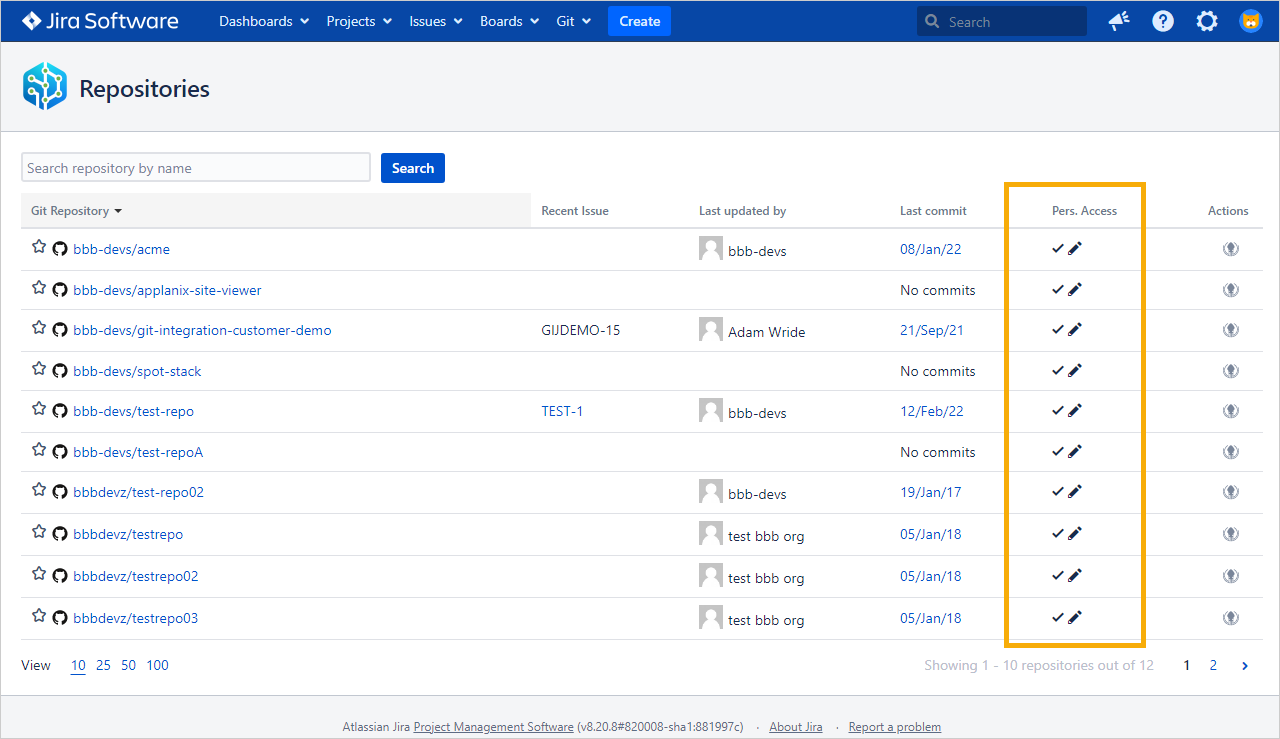 Jira Software Dashboards Projects Issues Boards Git Create Search
Repositories
Search repository by name Search
Git Repository Recent Issue Last updated by Last commit Pers. Access Actions
bbb-devs/acme bbb-devs 08/Jan/22
bbb-devs/applanix-site-viewer No commits
bbb-devs/git-integration-customer-demo GIJDEMO-15 Adam Wride 21/Sep/21
bbb-devs/spot-stack No commits
bbb-devs/test-repo TEST-1 bbb-devs 12/Feb/22
bbb-devs/test-repoA No commits
bbbdevz/test-repo02 bbb-devs 19/Jan/17
bbbdevz/testrepo test bbb org 05/Jan/18
bbbdevz/testrepo02 test bbb org 05/Jan/18
bbbdevz/testrepo03 test bbb org 05/Jan/18
View 10 25 50 100 Showing 1 - 10 repositories out of 12 1 2
Atlassian Jira Project Management Software (v8.20.8#820008-sha1:881997c) · About Jira · Report a problem